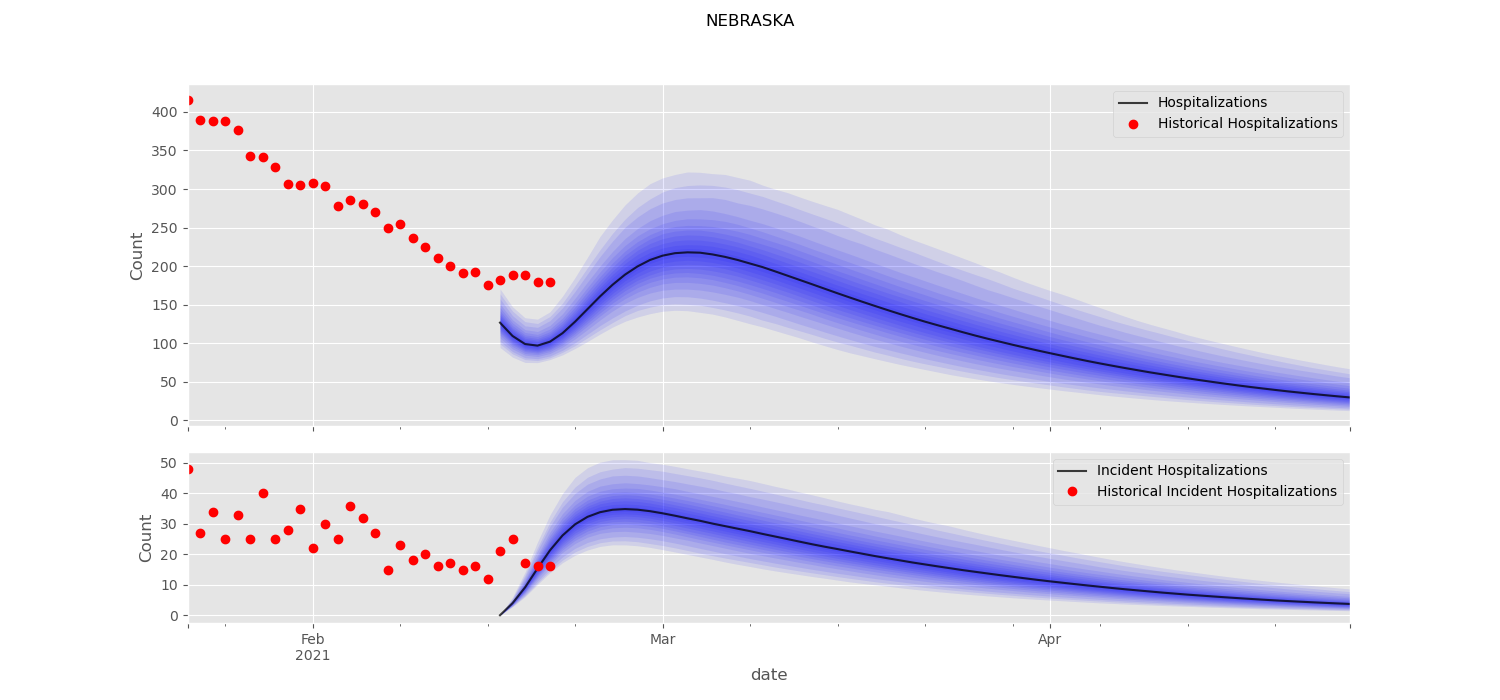 NEBRASKA
Hospitalizations
Historical Hospitalizations
400
350
300
250
200
150
100
50
0
Count
Incident Hospitalizations
Historical Incident Hospitalizations
50
40
30
20
10
0
Count
Feb
2021
Mar
Apr
date